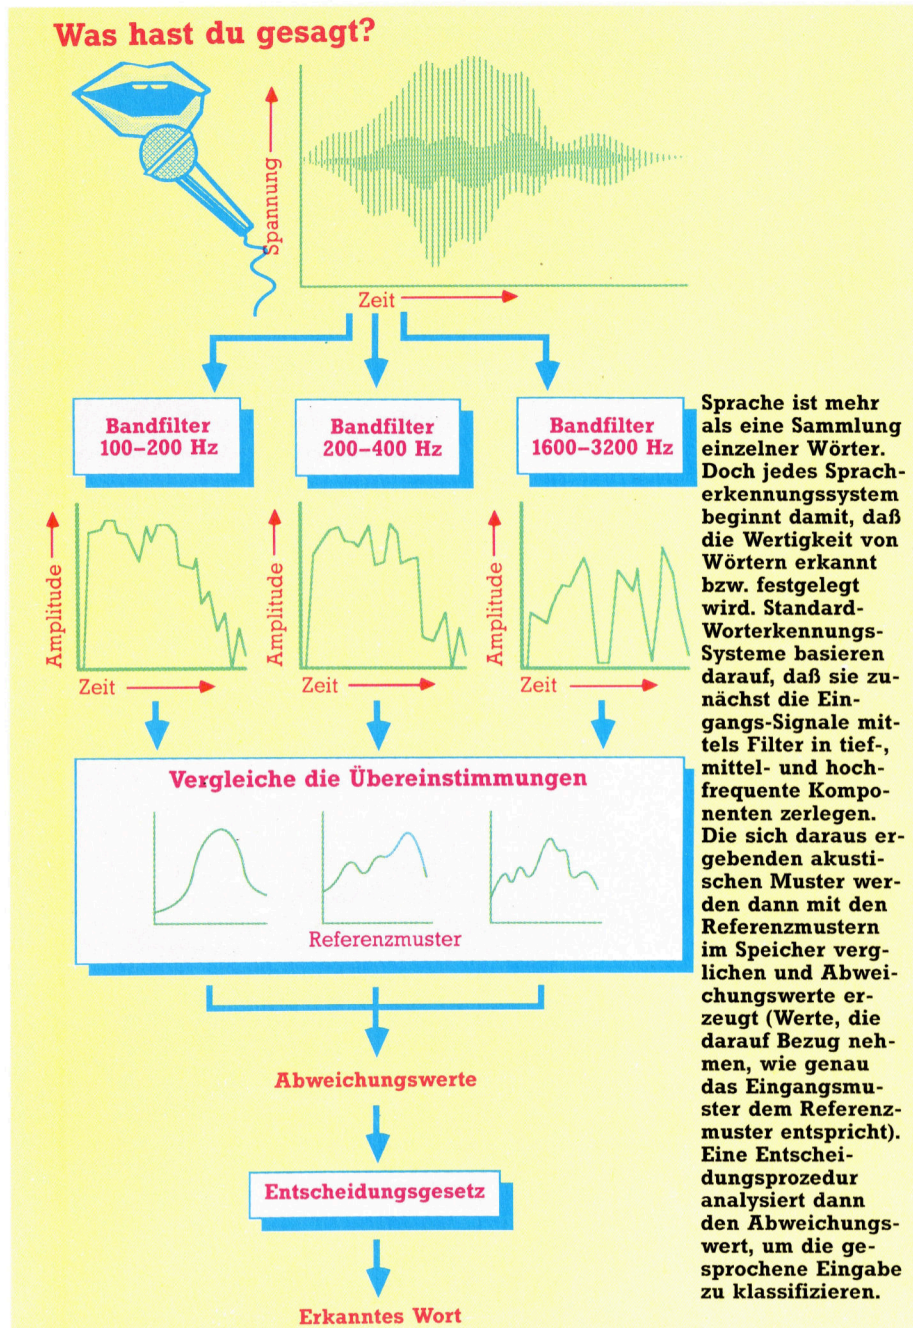 Was hast du gesagt?
Spannung
Zeit
Bandfilter
100–200 Hz
Bandfilter
200–400 Hz
Bandfilter
1600–3200 Hz
Amplitude
Zeit
Amplitude
Zeit
Amplitude
Zeit
Vergleiche die Übereinstimmungen
Referenzmuster
Abweichungswerte
Entscheidungsgesetz
Erkanntes Wort
Sprache ist mehr
als eine Sammlung
einzelner Wörter.
Doch jedes Sprach-
erkennungssystem
beginnt damit, daß
die Wertigkeit von
Wörtern erkannt
bzw. festgelegt
wird. Standard-
Worterkennungs-
Systeme basieren
darauf, daß sie zu-
nächst die Ein-
gangs-Signale mit-
tels Filter in tief-,
mittel- und hoch-
frequente Kompo-
nenten zerlegen.
Die sich daraus er-
gebenden akusti-
schen Muster wer-
den dann mit den
Referenzmustern
im Speicher verg-
lichen und Abwei-
chungswerte er-
zeugt (Werte, die
darauf Bezug neh-
men, wie genau
das Eingangsmu-
ster dem Referenz-
muster entspricht).
Eine Entschei-
dungsprozedur
analysiert dann
den Abweichungs-
wert, um die ge-
sprochene Eingabe
zu klassifizieren.